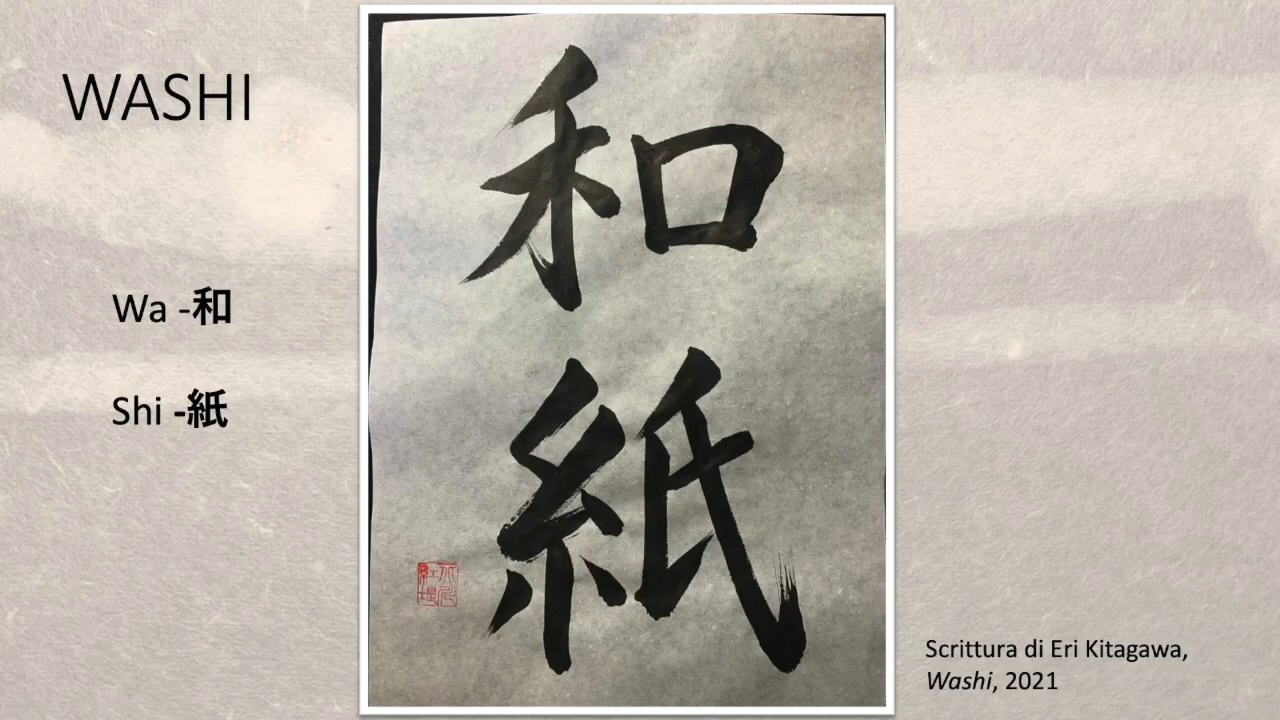 WASHI
Wa -和
Shi -紙
和
紙
Scrittura di Eri Kitagawa,
Washi, 2021